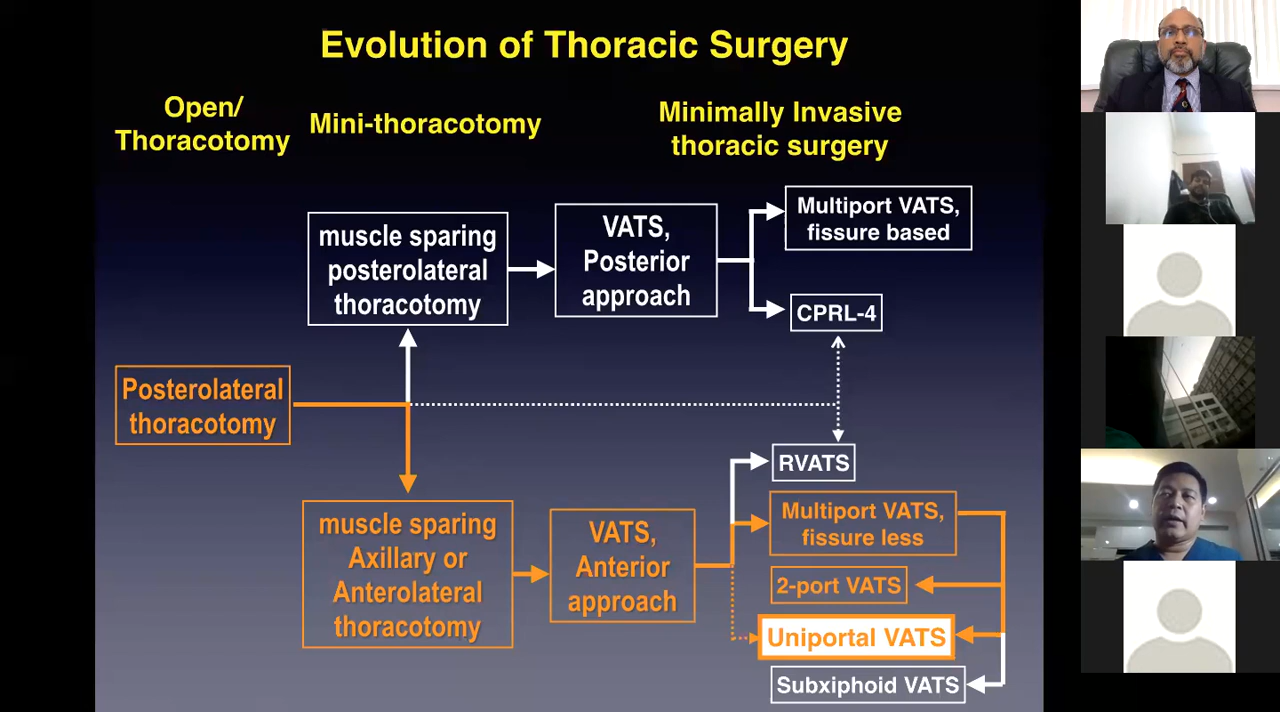 Evolution of Thoracic Surgery
Open/
Thoracotomy
Mini-thoracotomy
Minimally Invasive
thoracic surgery
muscle sparing
posterolateral
thoracotomy
VATS,
Posterior
approach
Multiport VATS,
fissure based
CPRL-4
Posterolateral
thoracotomy
RVATS
muscle sparing
Axillary or
Anterolateral
thoracotomy
VATS,
Anterior
approach
Multiport VATS,
fissure less
2-port VATS
Uniportal VATS
Subxiphoid VATS